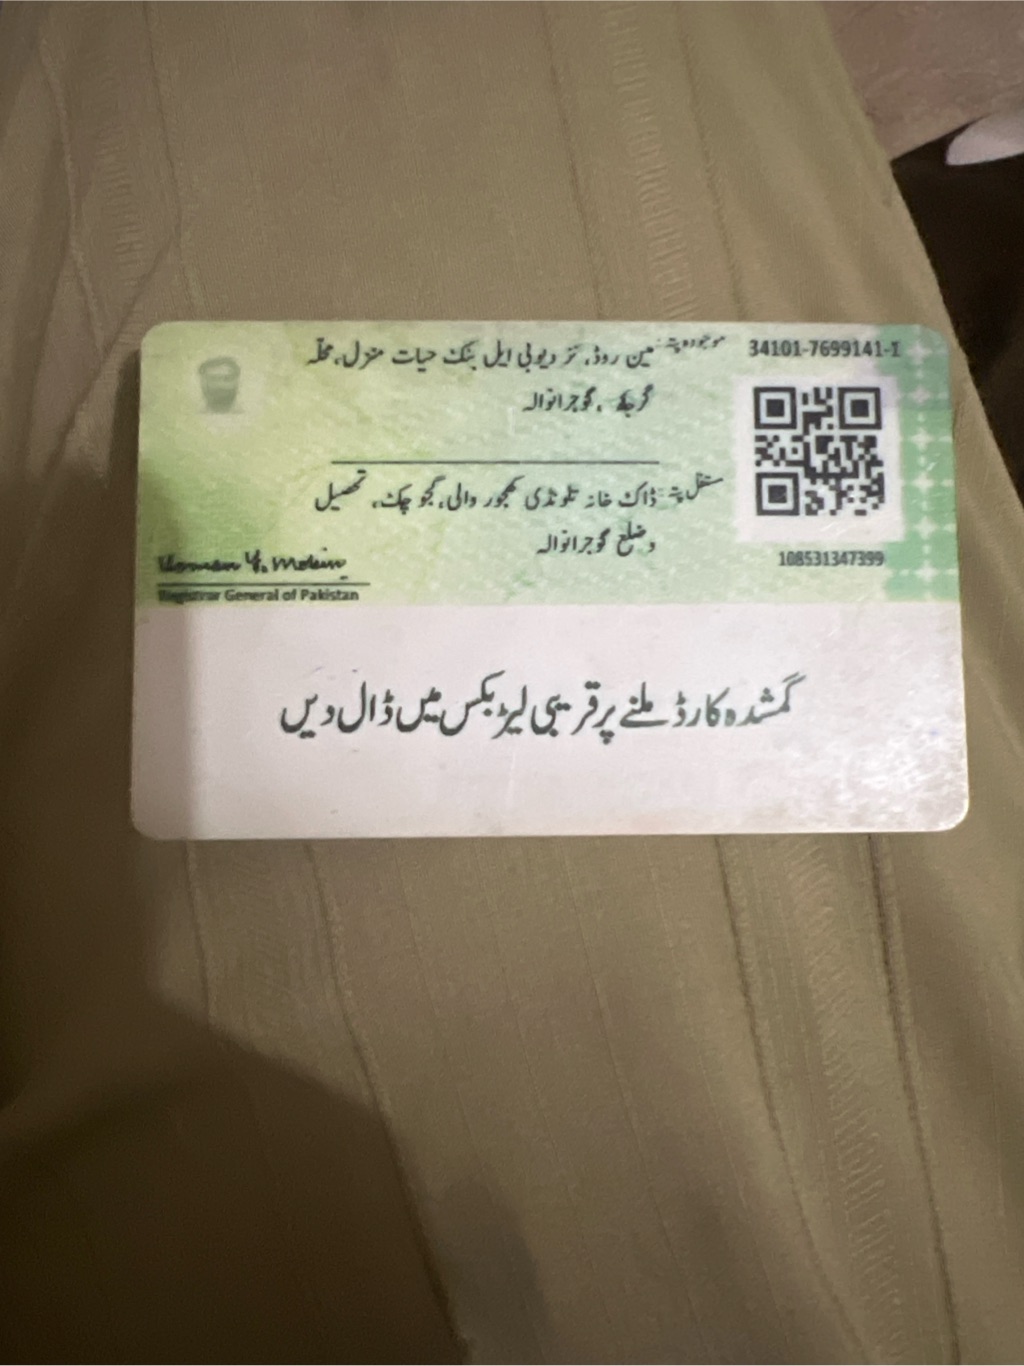 34101-7699141-1
موجودہ پتہ: مین روڈ، نزد یو بی ایل بنک حیات منزل، محلہ
گرجکھ ، گوجرانوالہ
مستقل پتہ: ڈاک خانہ تلونڈی کھجور والی، گجو چک، تحصیل
و ضلع گوجرانوالہ
108531347399
Registrar General of Pakistan
گمشدہ کارڈ ملنے پر قریبی لیٹر بکس میں ڈال دیں